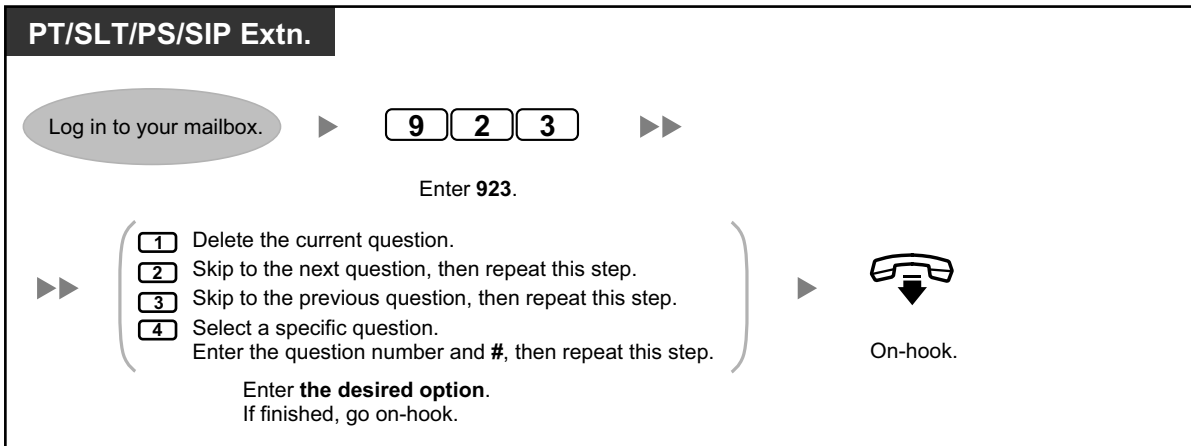 PT/SLT/PS/SIP Extn.
Log in to your mailbox.
9 2 3
Enter 923.
1 Delete the current question.
2 Skip to the next question, then repeat this step.
3 Skip to the previous question, then repeat this step.
4 Select a specific question.
Enter the question number and #, then repeat this step.
Enter the desired option.
If finished, go on-hook.
On-hook.